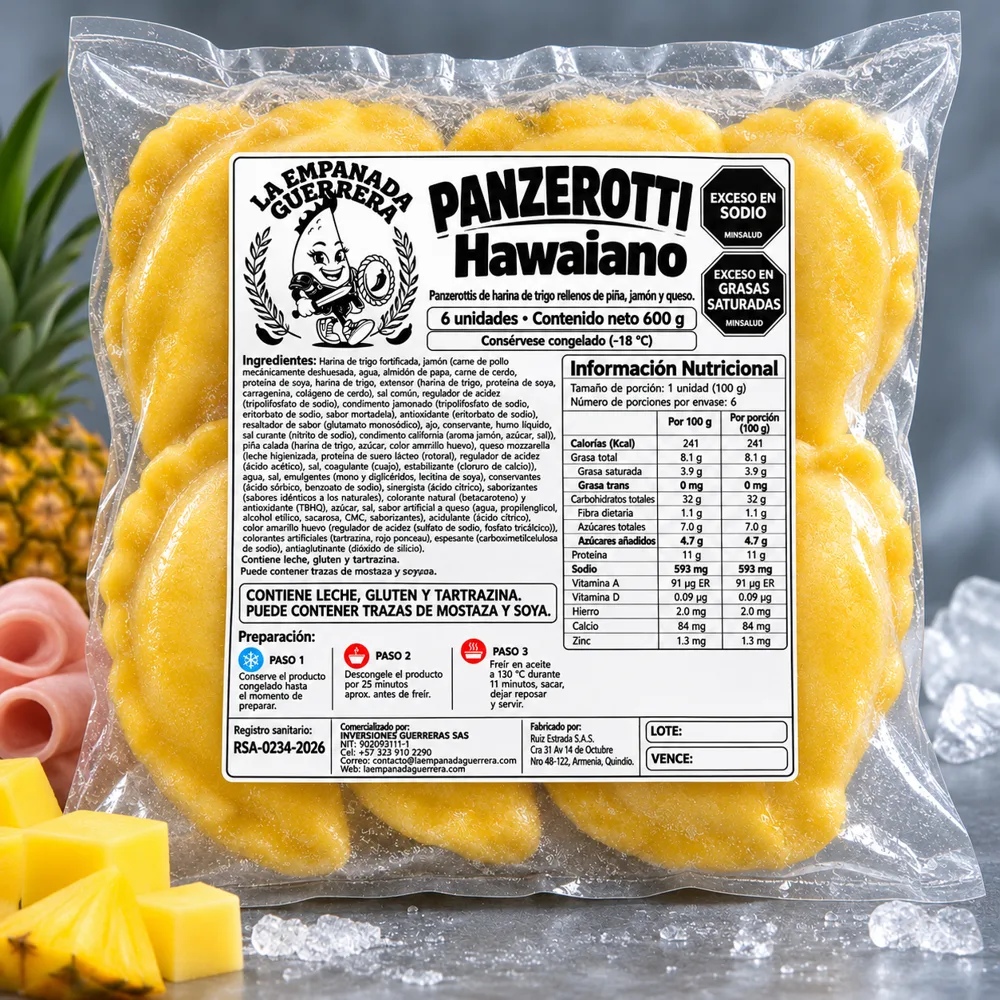 LA EMPANADA
GUERRERA
PANZEROTTI
Hawaiano
EXCESO EN
SODIO
MINSALUD
EXCESO EN
GRASAS
SATURADAS
MINSALUD
Panzerottis de harina de trigo rellenos de piña, jamón y queso.
6 unidades • Contenido neto 600 g
Consérvese congelado (-18 °C)
Ingredientes: Harina de trigo fortificada, jamón (carne de pollo
mecánicamente deshuesada, agua, almidón de papa, carne de cerdo,
proteína de soya, harina de trigo, extensor (harina de trigo, proteína de soya,
carragenina, colágeno de cerdo), sal común, regulador de acidez
(tripolifosfato de sodio), condimento jamonado (tripolifosfato de sodio,
eritorbato de sodio, sabor mortadela), antioxidante (eritorbato de sodio),
resaltador de sabor (glutamato monosódico), ajo, conservante, humo líquido,
sal curante (nitrito de sodio), condimento california (aroma jamón, azúcar, sal)),
piña calada (harina de trigo, azúcar, color amarillo huevo), queso mozzarella
(leche higienizada, proteína de suero lácteo (rotoral), regulador de acidez
(ácido acético), sal, coagulante (cuajo), estabilizante (cloruro de calcio)),
agua, sal, emulgentes (mono y diglicéridos, lecitina de soya), conservantes
(ácido sórbico, benzoato de sodio), sinergista (ácido cítrico), saborizantes
(sabores idénticos a los naturales), colorante natural (betacaroteno) y
antioxidante (TBHQ), azúcar, sal, sabor artificial a queso (agua, propilenglicol,
alcohol etílico, sacarosa, CMC, saborizantes), acidulante (ácido cítrico),
color amarillo huevo (regulador de acidez (sulfato de sodio, fosfato tricálcico)),
colorantes artificiales (tartrazina, rojo ponceau), espesante (carboximetilcelulosa
de sodio), antiaglutinante (dióxido de silicio).
Contiene leche, gluten y tartrazina.
Puede contener trazas de mostaza y
CONTIENE LECHE, GLUTEN Y TARTRAZINA.
PUEDE CONTENER TRAZAS DE MOSTAZA Y SOYA.
Información Nutricional
Tamaño de porción: 1 unidad (100 g)
Número de porciones por envase: 6
Por 100 g Por porción (100 g)
Calorías (Kcal) 241 241
Grasa total 8.1 g 8.1 g
Grasa saturada 3.9 g 3.9 g
Grasa trans 0 mg 0 mg
Carbohidratos totales 32 g 32 g
Fibra dietaria 1.1 g 1.1 g
Azúcares totales 7.0 g 7.0 g
Azúcares añadidos 4.7 g 4.7 g
Proteina 11 g 11 g
Sodio 593 mg 593 mg
Vitamina A 91 µg ER 91 µg ER
Vitamina D 0.09 µg 0.09 µg
Hierro 2.0 mg 2.0 mg
Calcio 84 mg 84 mg
Zinc 1.3 mg 1.3 mg
Preparación:
PASO 1
Conserve el producto
congelado hasta
el momento de
preparar.
PASO 2
Descongele el producto
por 25 minutos
aprox. antes de freír.
PASO 3
Freír en aceite
a 130 °C durante
11 minutos, sacar,
dejar reposar
y servir.
Registro sanitario:
RSA-0234-2026
Comercializado por:
INVERSIONES GUERRERAS SAS
NIT: 902093111-1
Cel: +57 323 910 2290
Correo: contacto@laempanadaguerrera.com
Web: laempanadaguerrera.com
Fabricado por:
Ruiz Estrada S.A.S.
Cra 31 Av 14 de Octubre
Nro 48-122, Armenia, Quindío.
LOTE:
VENCE: